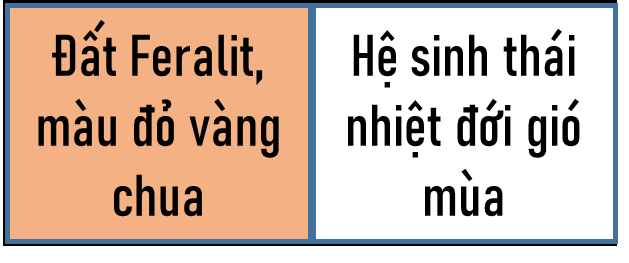 Đất Feralit,
màu đỏ vàng
chua
Hệ sinh thái
nhiệt đới gió
mùa